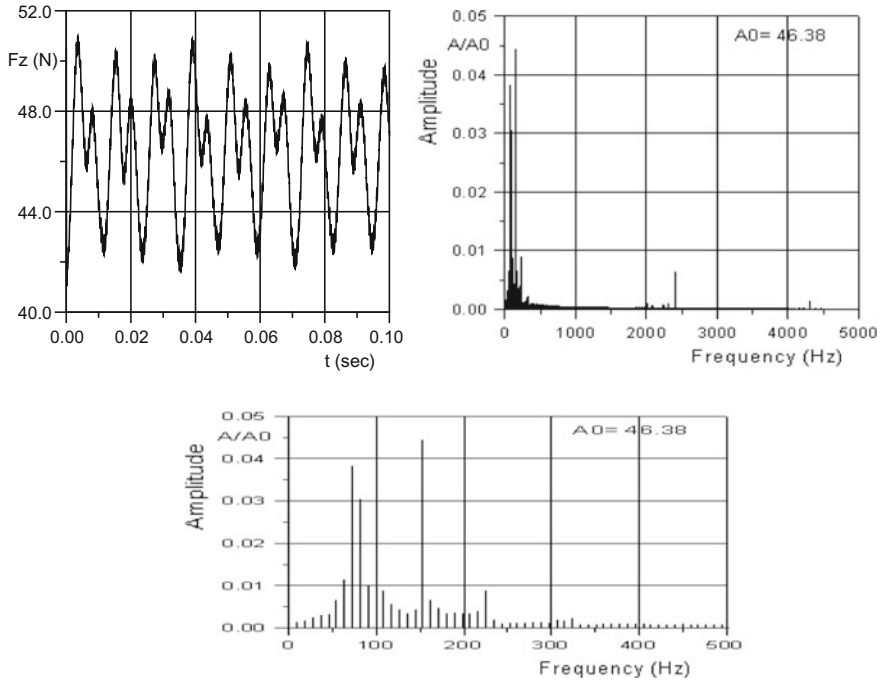 52.0
Fz (N)
48.0
44.0
40.0
0.00 0.02 0.04 0.06 0.08 0.10
t (sec)
0.05
A/A0
A0= 46.38
0.04
0.03
0.02
0.01
0.00
0 1000 2000 3000 4000 5000
Amplitude
Frequency (Hz)
0.05
A/A0
A0= 46.38
0.04
0.03
0.02
0.01
0.00
0 100 200 300 400 500
Amplitude
Frequency (Hz)